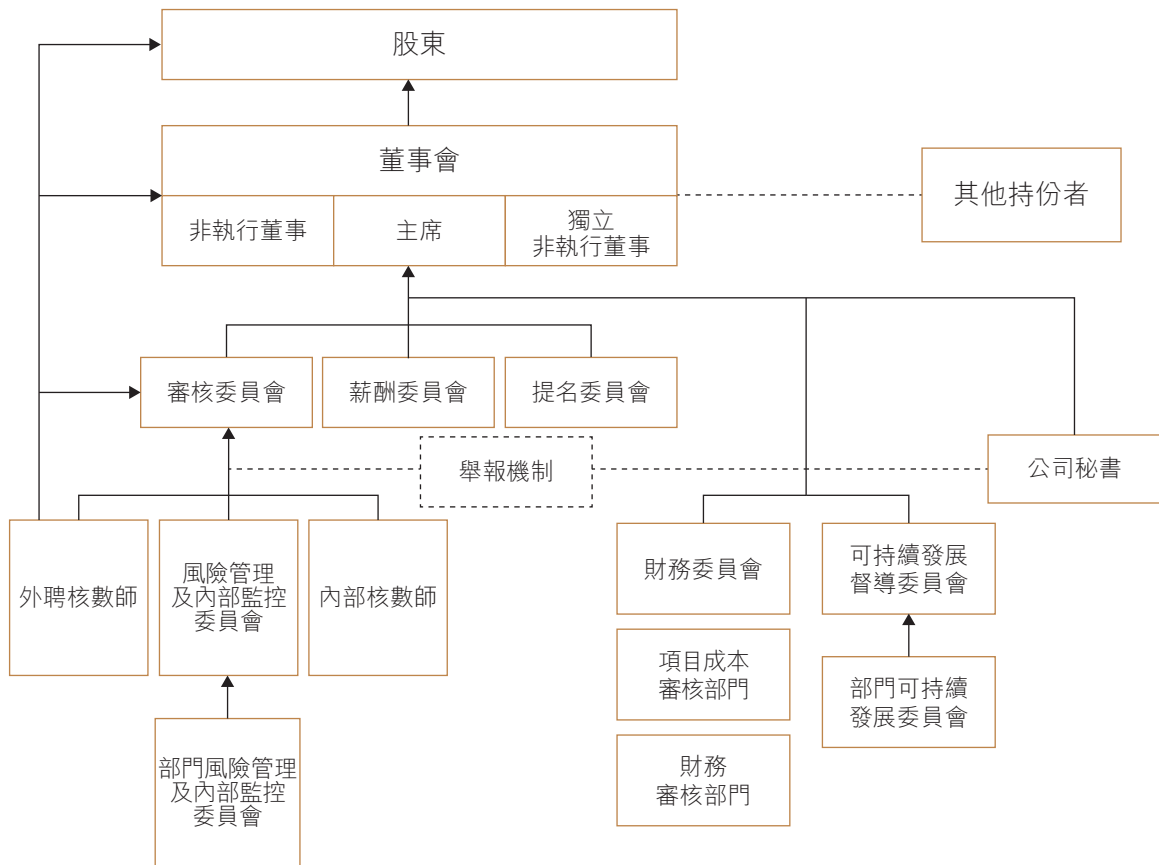 股東
董事會
其他持份者
非執行董事
主席
獨立
非執行董事
審核委員會
薪酬委員會
提名委員會
舉報機制
公司秘書
外聘核數師
風險管理
及內部監控
委員會
內部核數師
財務委員會
可持續發展
督導委員會
項目成本
審核部門
部門可持續
發展委員會
部門風險管理
及內部監控
委員會
財務
審核部門